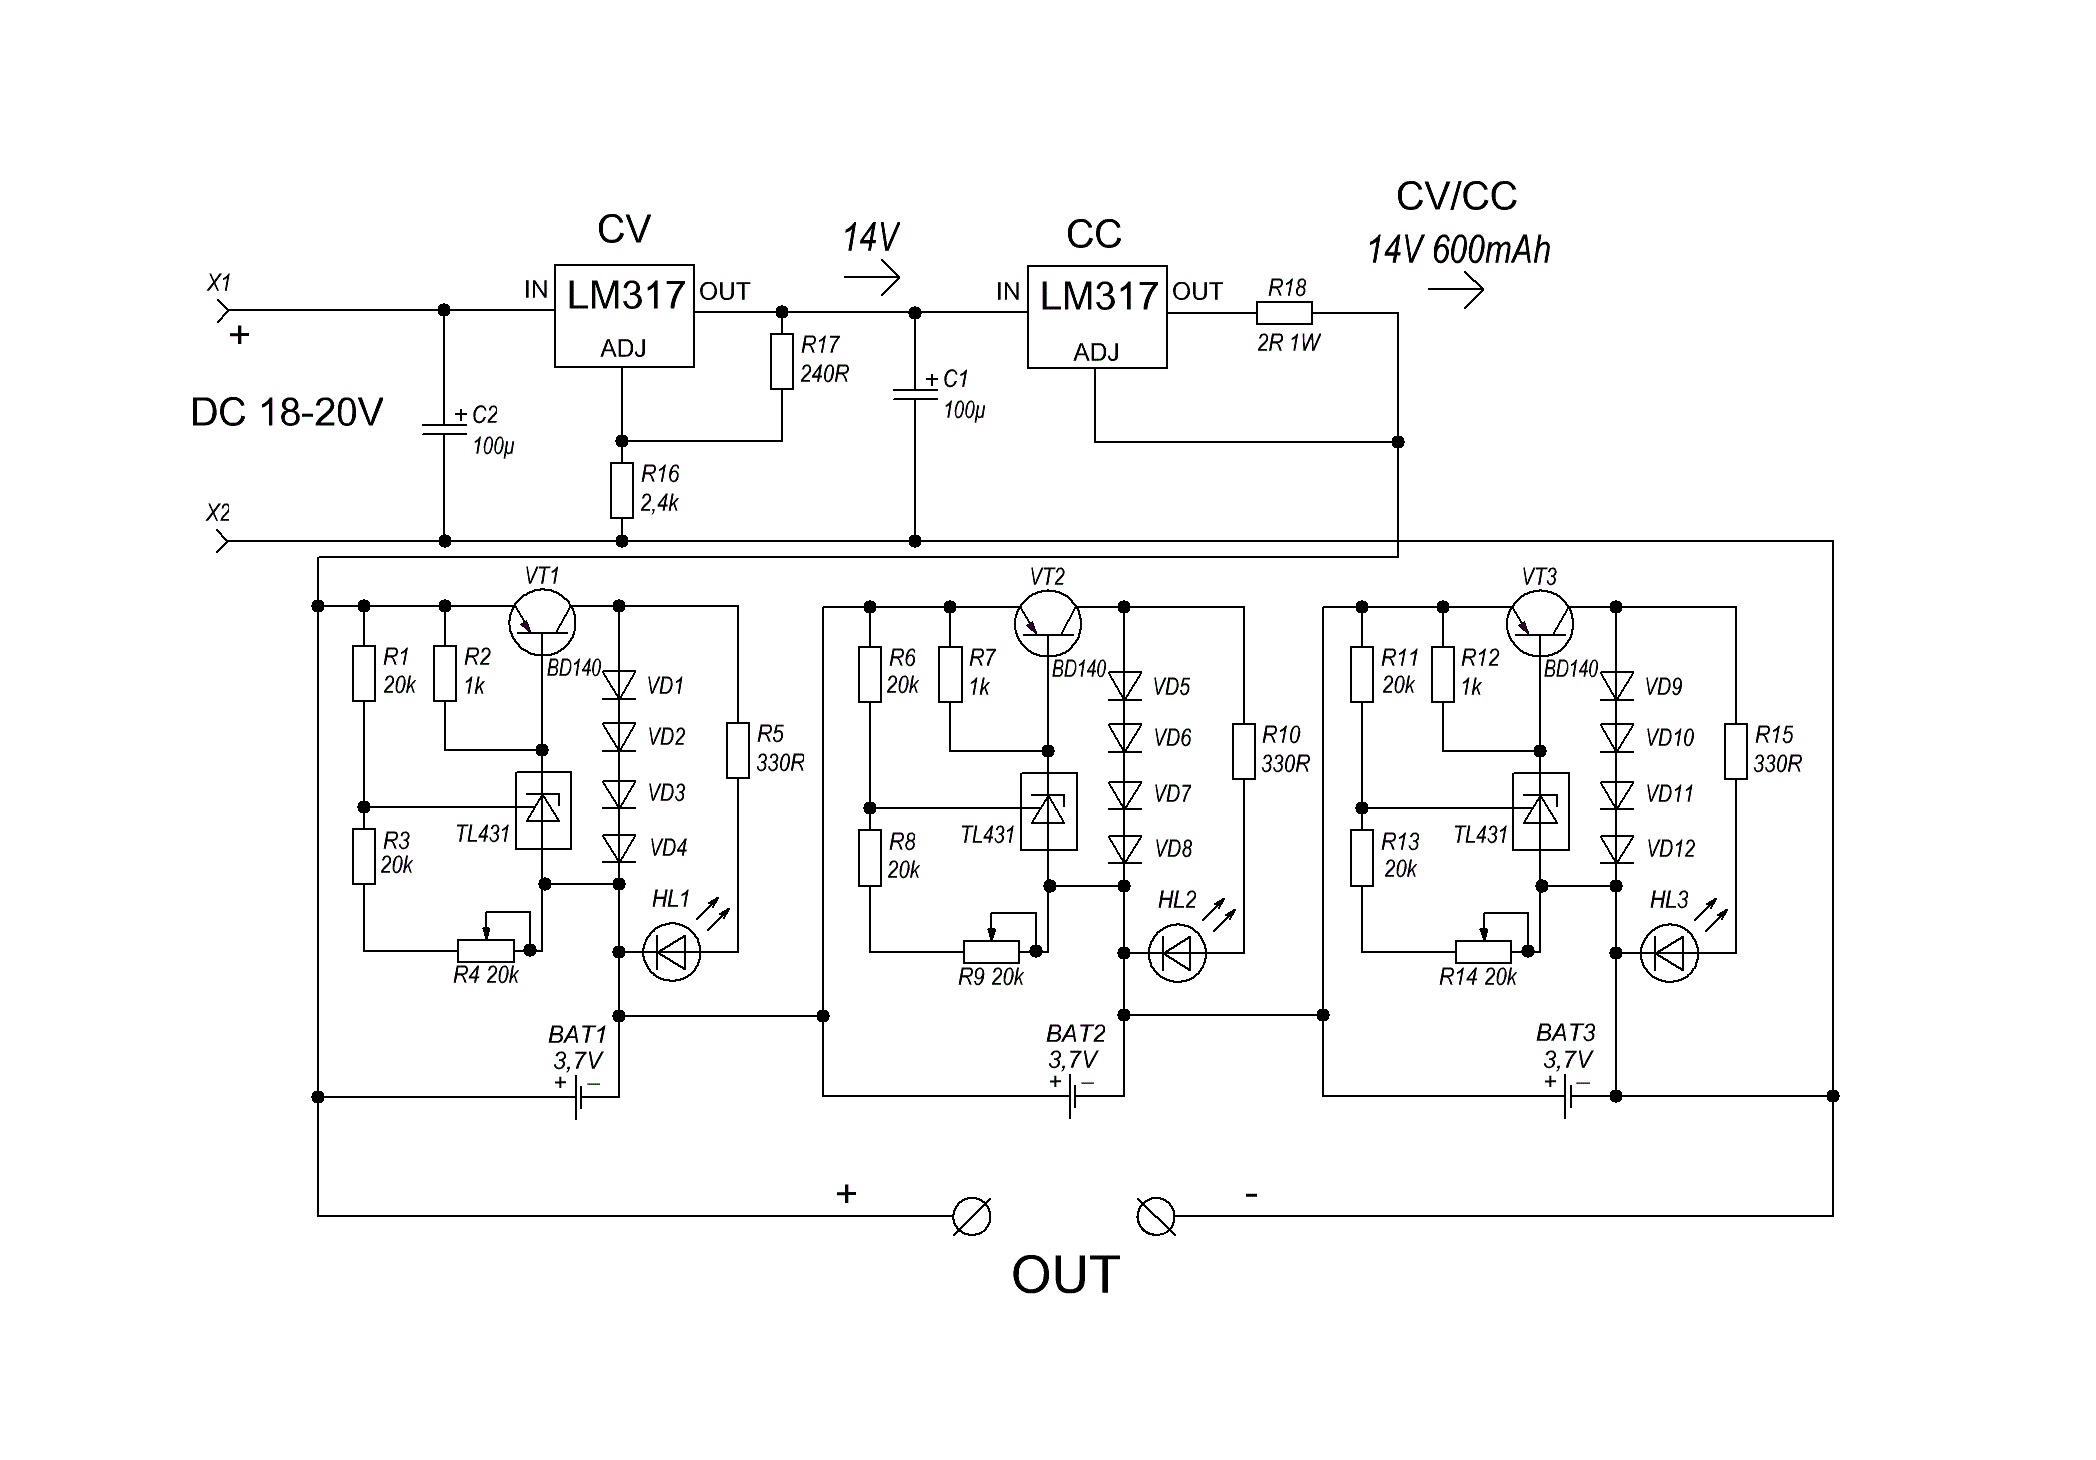 CV/CC
14V 600mAh
CV
14V
CC
X1
+
IN
LM317
OUT
ADJ
R17
240R
IN
LM317
OUT
ADJ
R18
2R 1W
DC 18-20V
+ C2
100µ
+ C1
100µ
R16
2,4k
X2
VT1
BD140
R1
20k
R2
1k
VD1
VD2
VD3
VD4
R5
330R
TL431
R3
20k
HL1
R4 20k
BAT1
3,7V
+ –
VT2
BD140
R6
20k
R7
1k
VD5
VD6
VD7
VD8
R10
330R
TL431
R8
20k
HL2
R9 20k
BAT2
3,7V
+ –
VT3
BD140
R11
20k
R12
1k
VD9
VD10
VD11
VD12
R15
330R
TL431
R13
20k
HL3
R14 20k
BAT3
3,7V
+ –
+ -
OUT